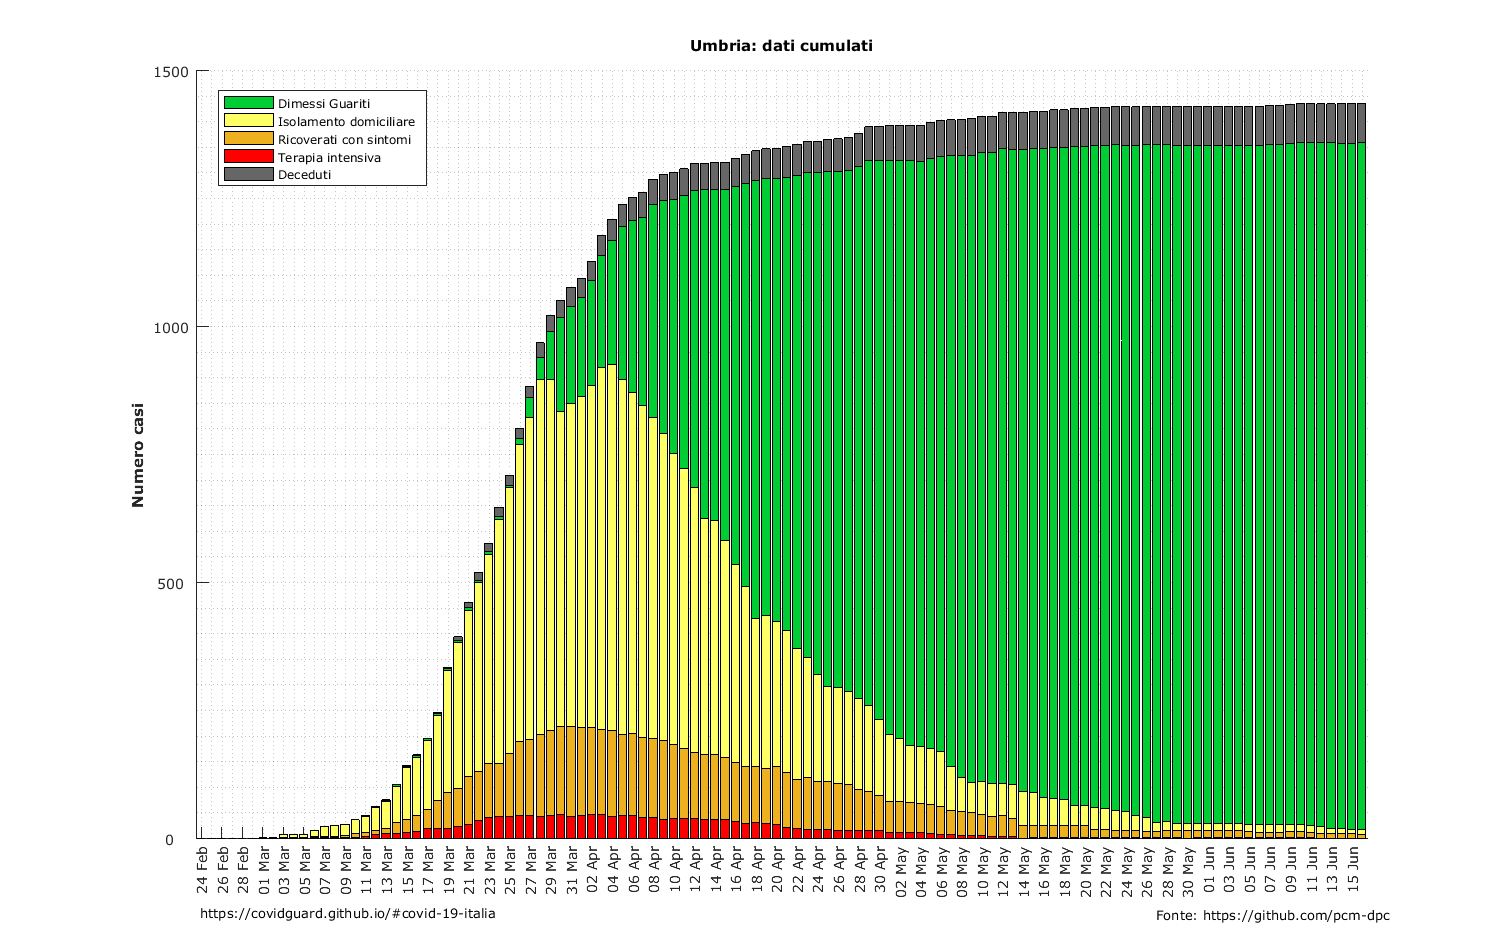 Umbria: dati cumulati
1500
1000
500
0
Numero casi
Dimessi Guariti
Isolamento domiciliare
Ricoverati con sintomi
Terapia intensiva
Deceduti
24 Feb
26 Feb
28 Feb
01 Mar
03 Mar
05 Mar
07 Mar
09 Mar
11 Mar
13 Mar
15 Mar
17 Mar
19 Mar
21 Mar
23 Mar
25 Mar
27 Mar
29 Mar
31 Mar
02 Apr
04 Apr
06 Apr
08 Apr
10 Apr
12 Apr
14 Apr
16 Apr
18 Apr
20 Apr
22 Apr
24 Apr
26 Apr
28 Apr
30 Apr
02 May
04 May
06 May
08 May
10 May
12 May
14 May
16 May
18 May
20 May
22 May
24 May
26 May
28 May
30 May
01 Jun
03 Jun
05 Jun
07 Jun
09 Jun
11 Jun
13 Jun
15 Jun
https://covidguard.github.io/#covid-19-italia
Fonte: https://github.com/pcm-dpc